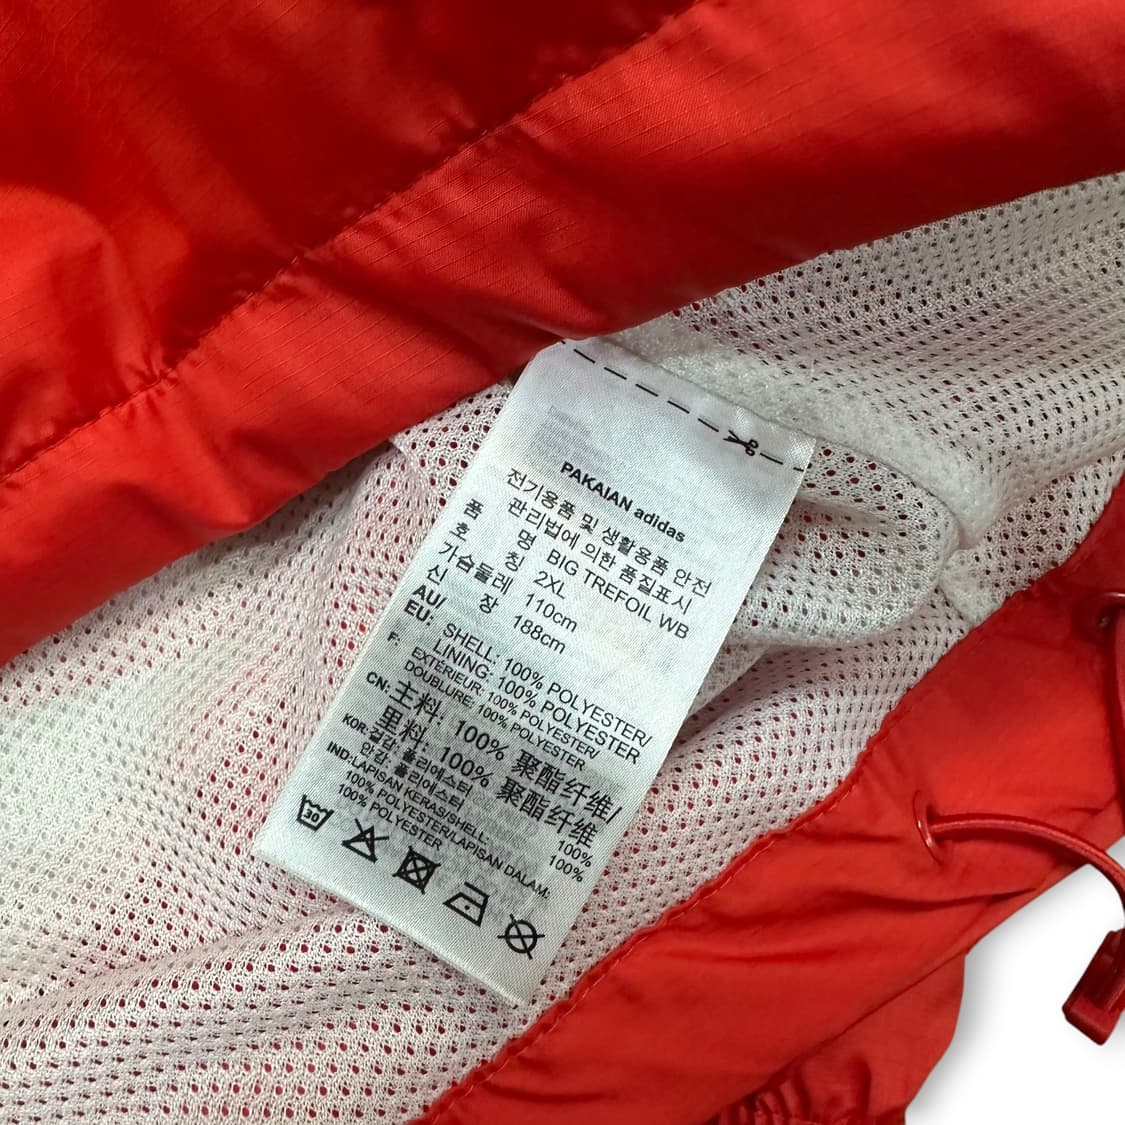 PAKAIAN adidas
전기용품 및 생활용품 안전
관리법에 의한 품질표시
품 명 BIG TREFOIL WB
호 칭 2XL
가슴둘레 110cm
신 장 188cm
AU/
EU: SHELL: 100% POLYESTER/
LINING: 100% POLYESTER
F: EXTÉRIEUR: 100% POLYESTER/
DOUBLURE: 100% POLYESTER
CN: 主料: 100% 聚酯纤维/
里料: 100% 聚酯纤维
KOR: 겉감: 폴리에스터 100%
안감: 폴리에스터 100%
IND:LAPISAN KERAS/SHELL:
100% POLYESTER/LAPISAN DALAM:
100% POLYESTER
30